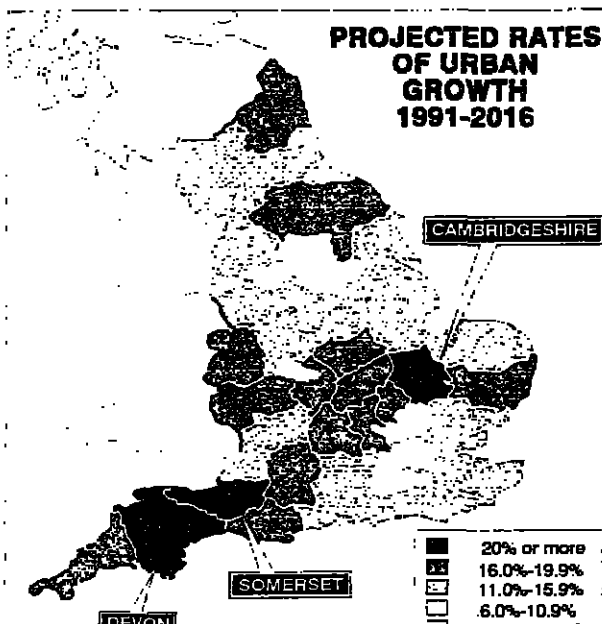 PROJECTED RATES
OF URBAN
GROWTH
1991-2016
CAMBRIDGESHIRE
SOMERSET
DEVON
20% or more
16.0%-19.9%
11.0%-15.9%
6.0%-10.9%